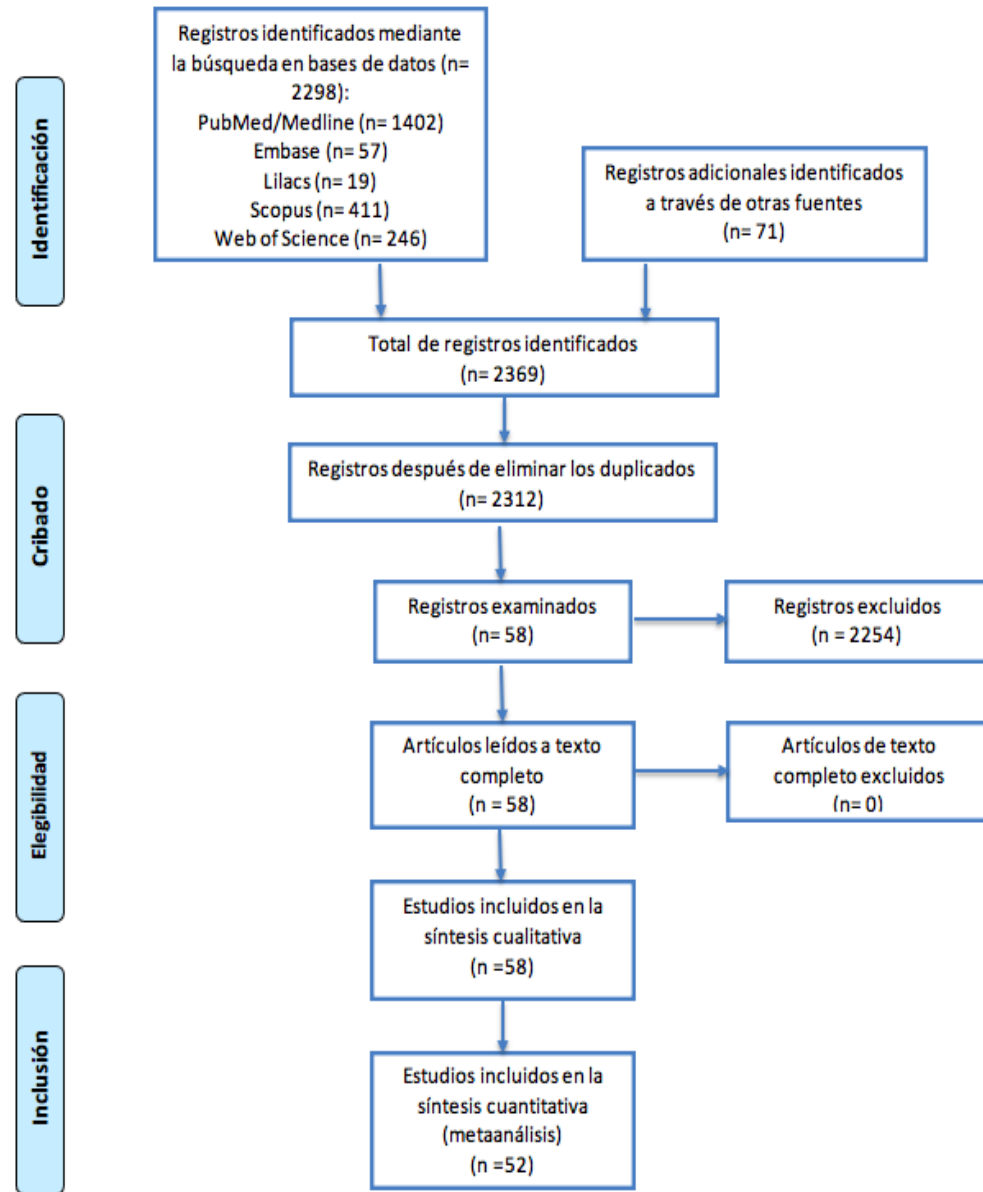 Identificación
Registros identificados mediante
la búsqueda en bases de datos (n=
2298):
PubMed/Medline (n= 1402)
Embase (n= 57)
Lilacs (n= 19)
Scopus (n= 411)
Web of Science (n= 246)
Registros adicionales identificados
a través de otras fuentes
(n= 71)
Total de registros identificados
(n= 2369)
Cribado
Registros después de eliminar los duplicados
(n= 2312)
Registros examinados
(n= 58)
Registros excluidos
(n = 2254)
Elegibilidad
Artículos leídos a texto
completo
(n = 58)
Artículos de texto
completo excluidos
(n= 0)
Estudios incluidos en la
síntesis cualitativa
(n =58)
Inclusión
Estudios incluidos en la
síntesis cuantitativa
(metaanálisis)
(n =52)